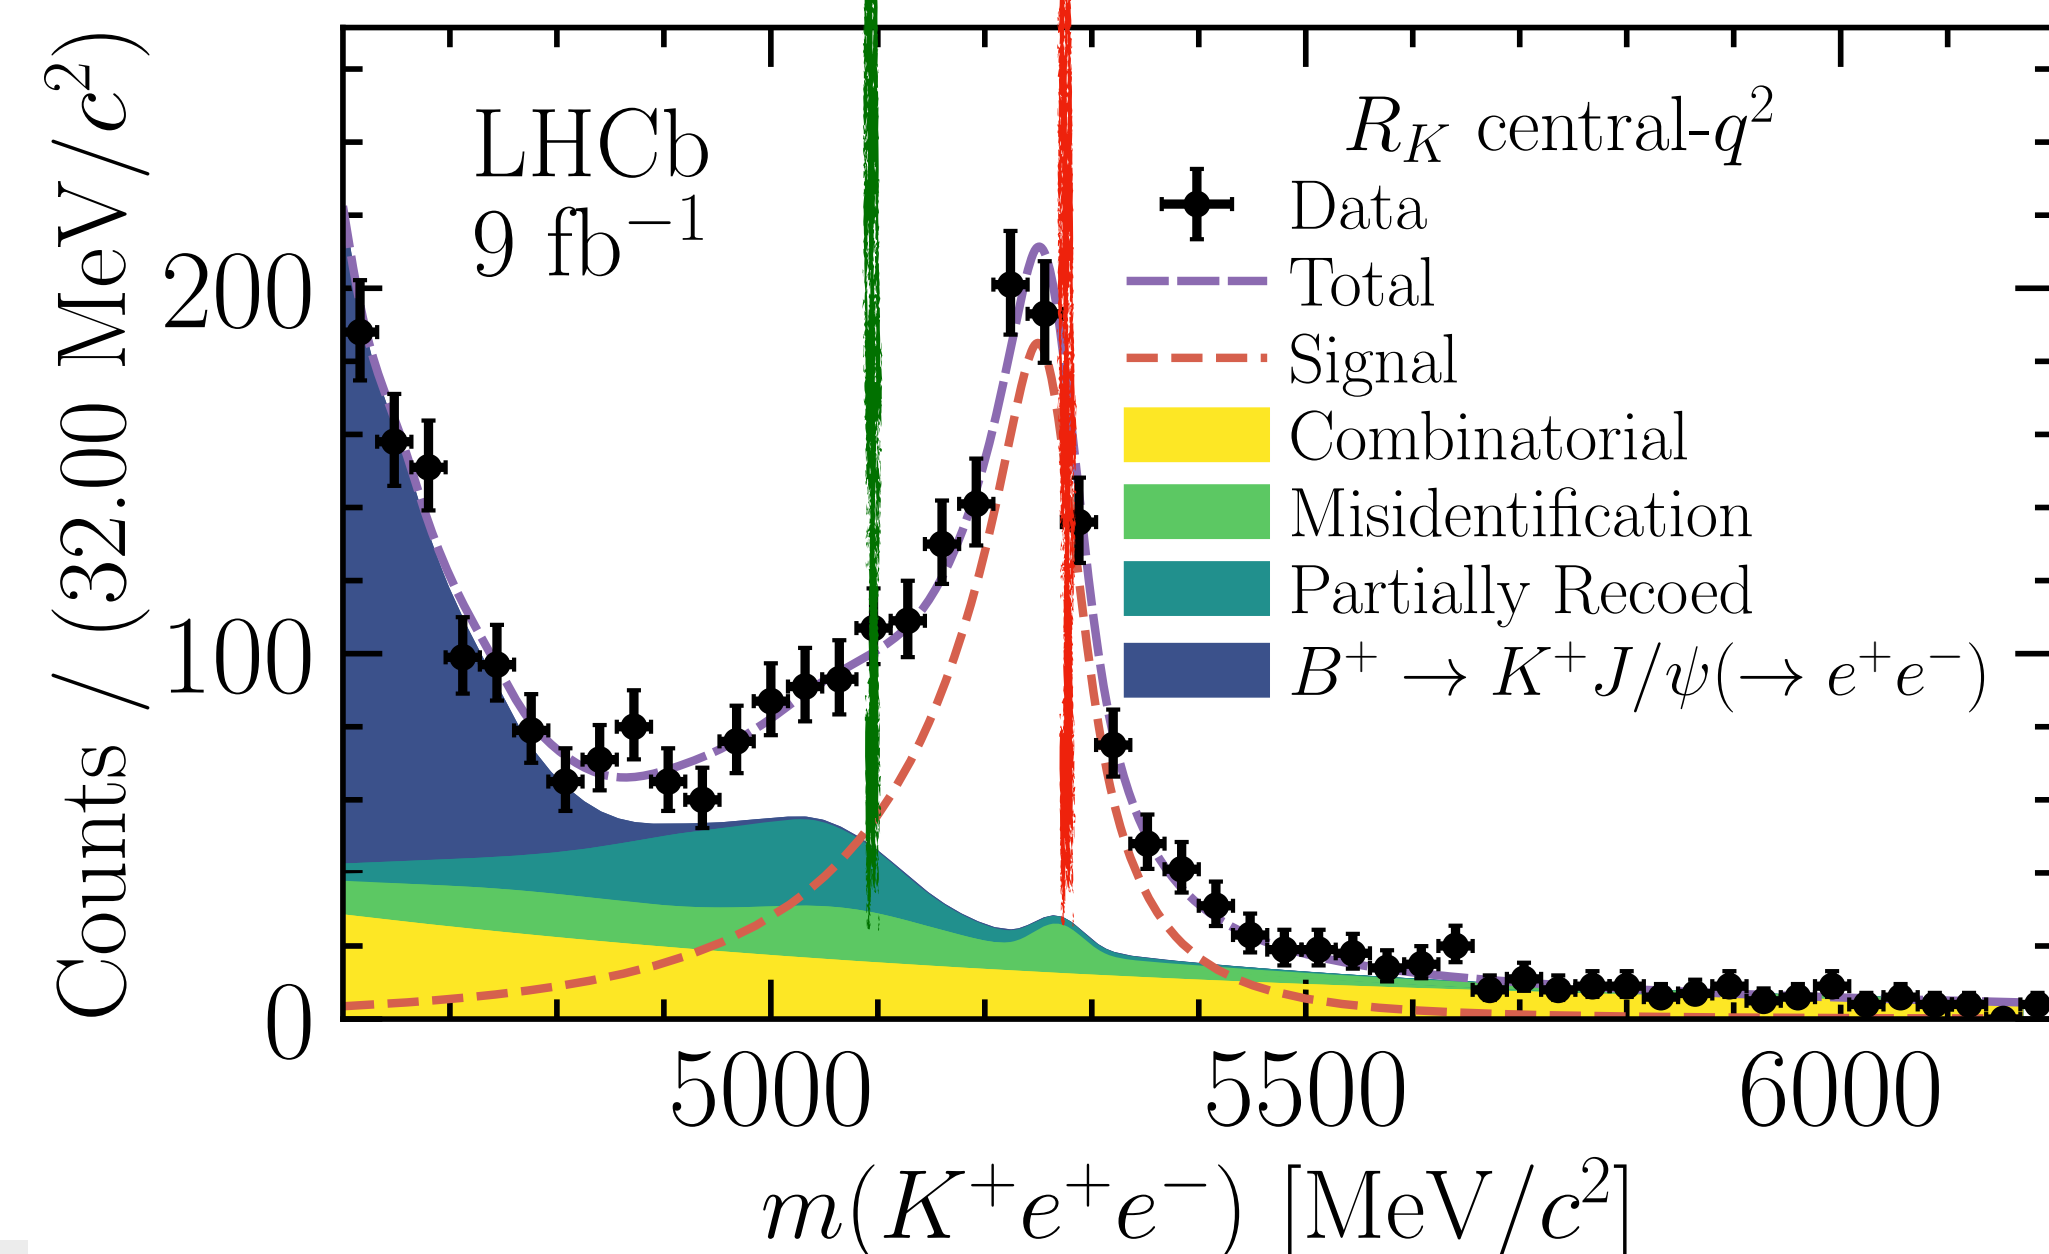 LHCb
9 fb⁻¹
R_K central-q²
Data
Total
Signal
Combinatorial
Misidentification
Partially Recoed
B⁺ → K⁺J/ψ(→ e⁺e⁻)
Counts / (32.00 MeV/c²)
200
100
0
5000 5500 6000
m(K⁺e⁺e⁻) [MeV/c²]